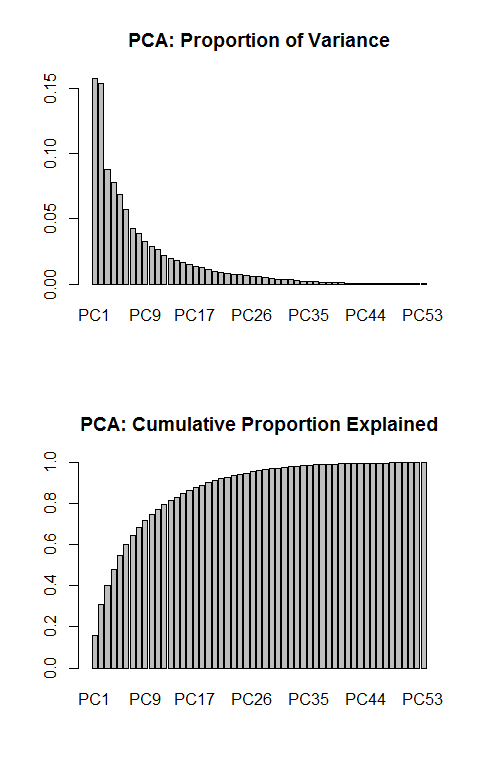 PCA: Proportion of Variance
0.15
0.10
0.05
0.00
PC1 PC9 PC17 PC26 PC35 PC44 PC53
PCA: Cumulative Proportion Explained
1.0
0.8
0.6
0.4
0.2
0.0
PC1 PC9 PC17 PC26 PC35 PC44 PC53